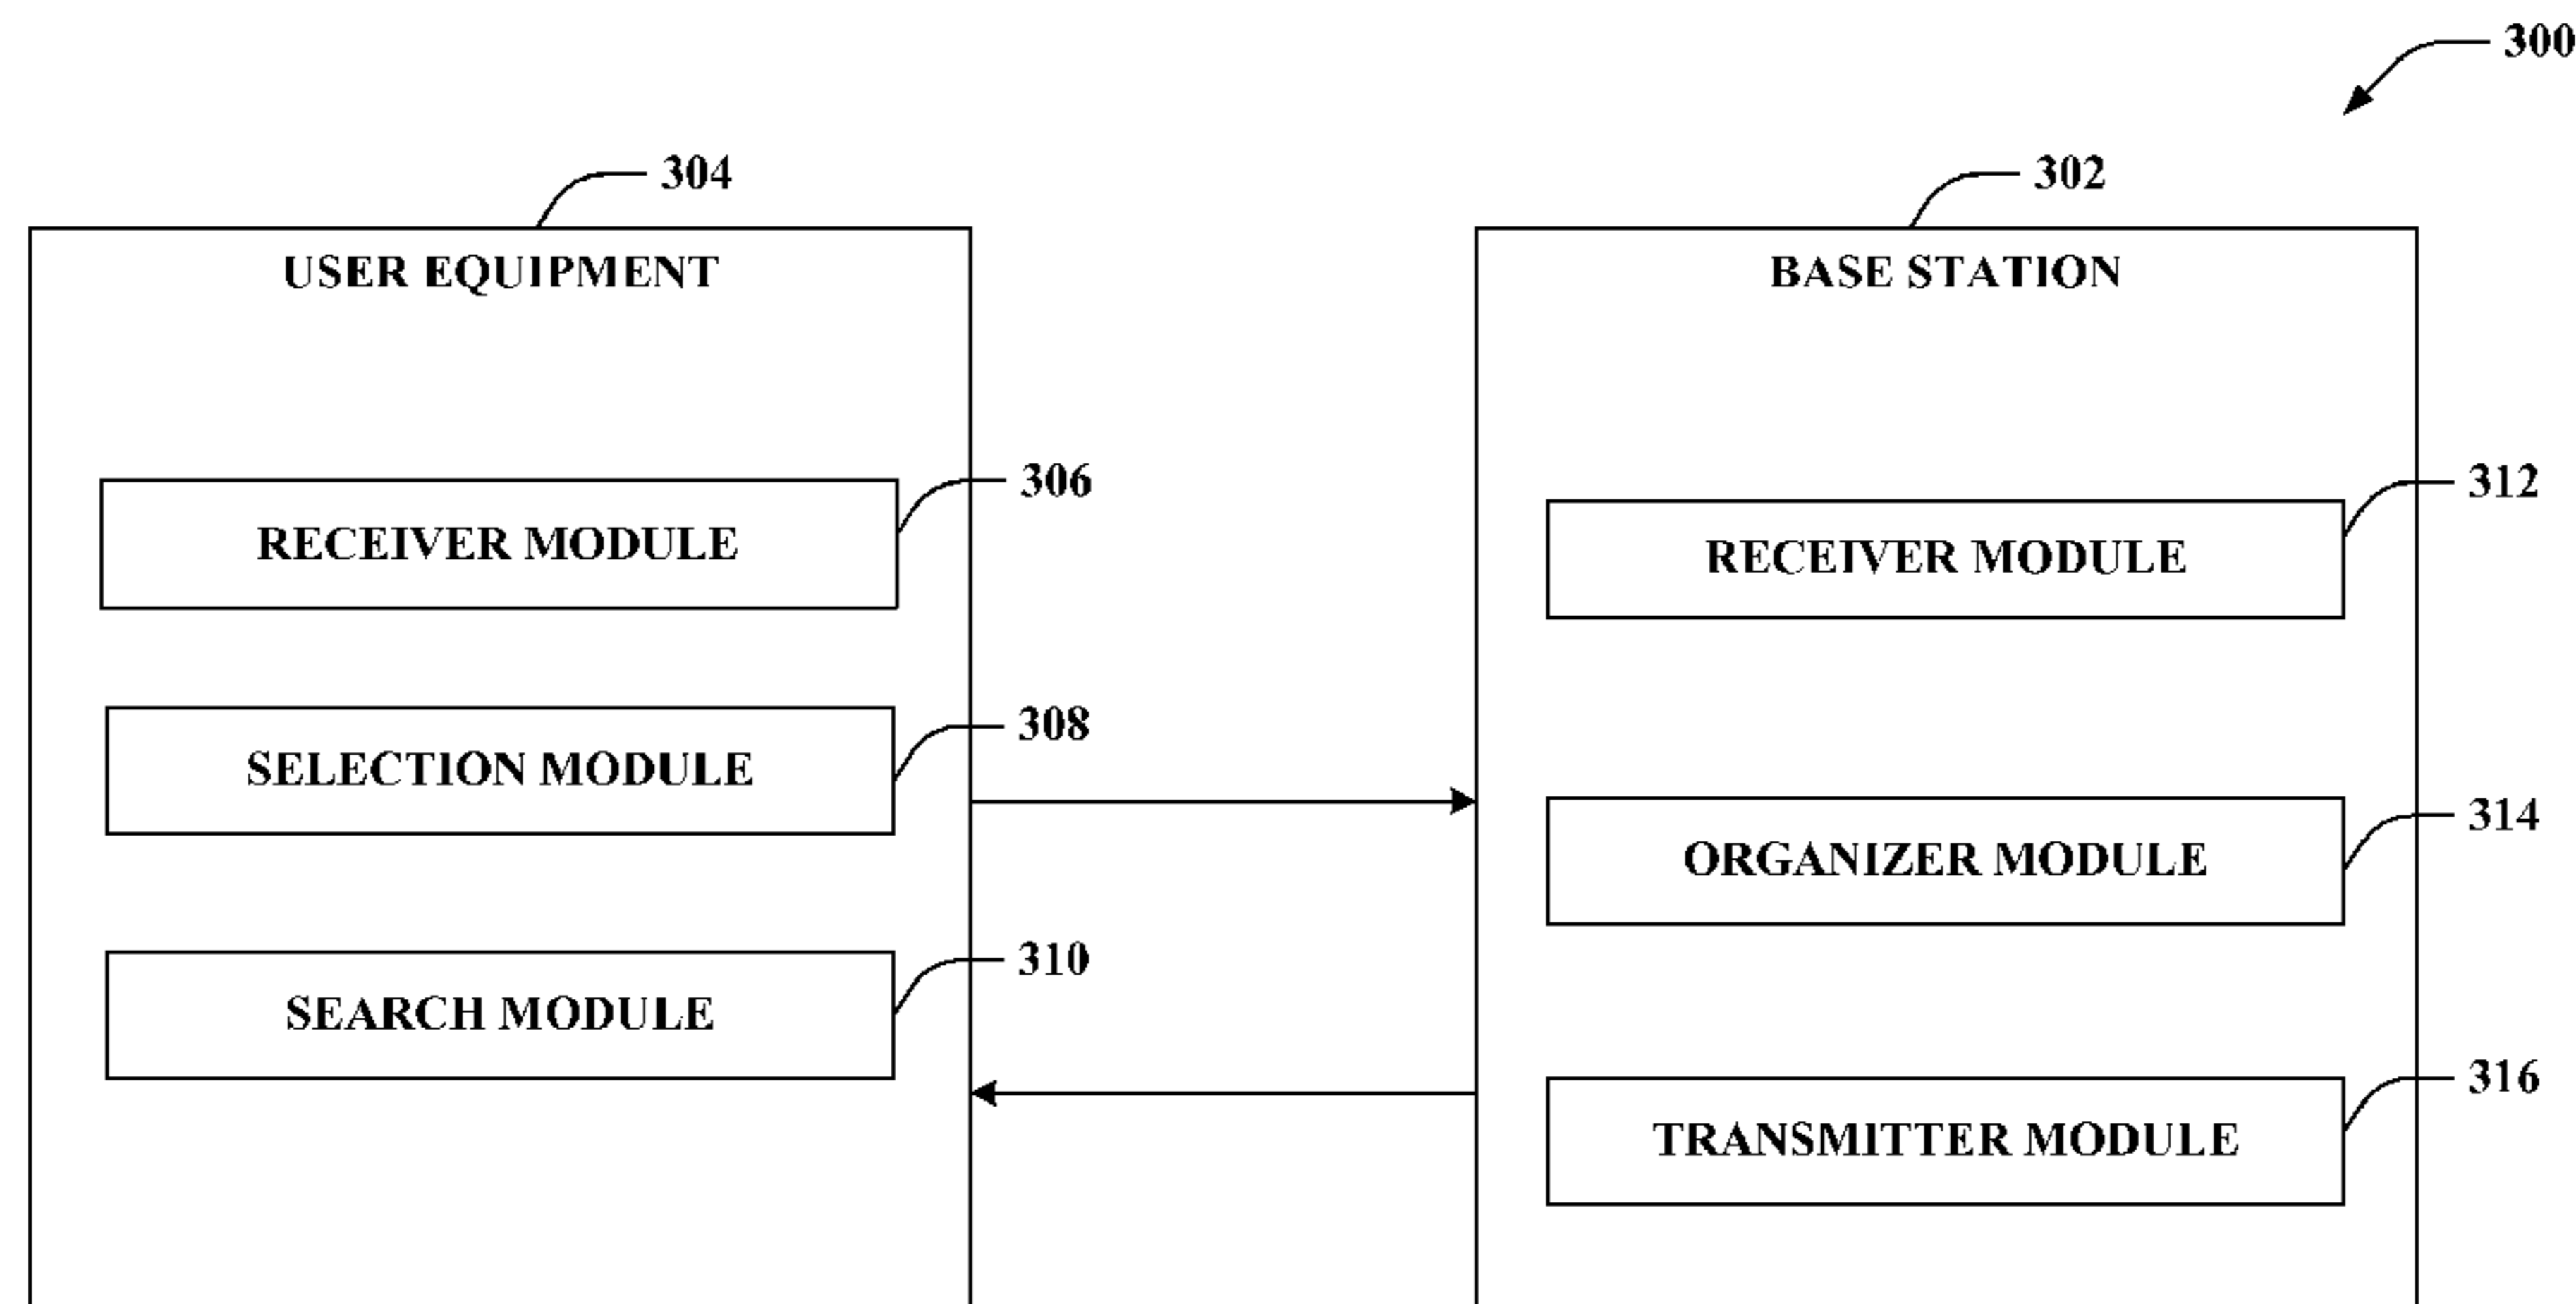 300
304
302
USER EQUIPMENT
BASE STATION
306
RECEIVER MODULE
312
RECEIVER MODULE
308
SELECTION MODULE
314
ORGANIZER MODULE
310
SEARCH MODULE
316
TRANSMITTER MODULE